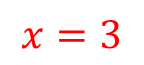 x = 3